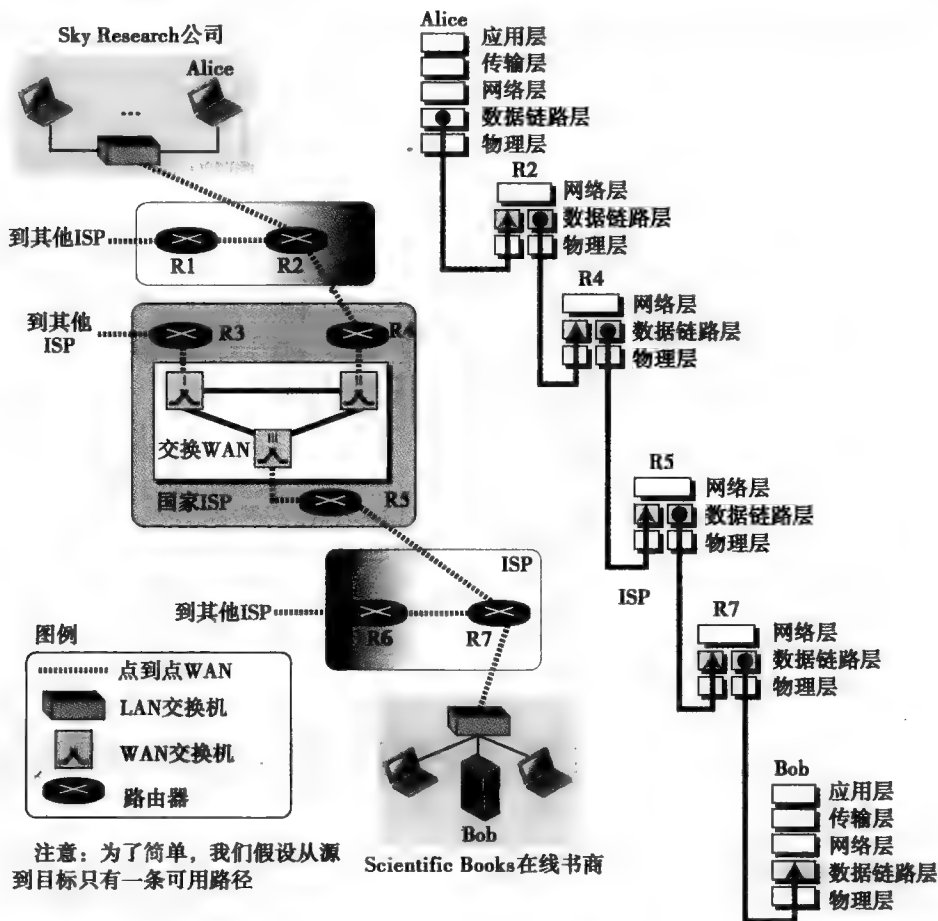 Sky Research公司
Alice
...
到其他ISP
R1
R2
到其他
ISP
R3
R4
交换WAN
国家ISP
R5
ISP
到其他ISP
R6
R7
图例
点到点WAN
LAN交换机
WAN交换机
路由器
Bob
Scientific Books在线书商
注意：为了简单，我们假设从源
到目标只有一条可用路径
Alice
应用层
传输层
网络层
数据链路层
物理层
R2
网络层
数据链路层
物理层
R4
网络层
数据链路层
物理层
R5
网络层
数据链路层
物理层
ISP
R7
网络层
数据链路层
物理层
Bob
应用层
传输层
网络层
数据链路层
物理层